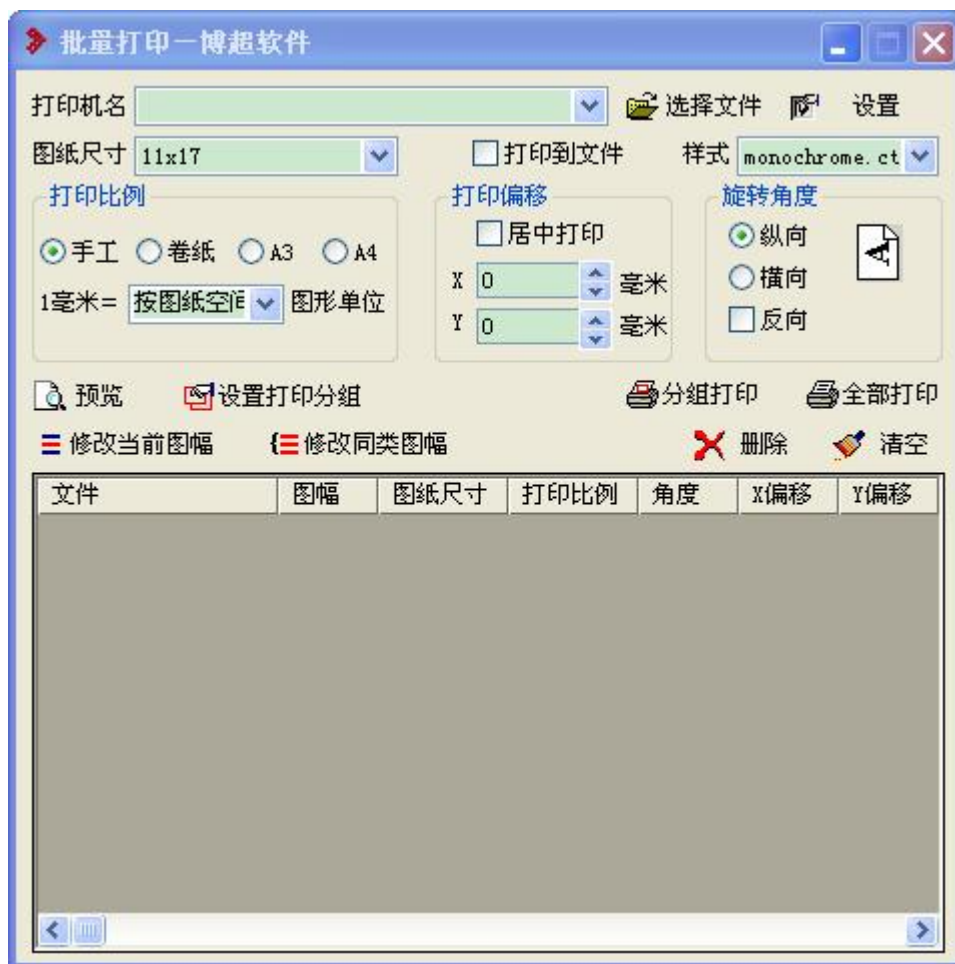 批量打印－博超软件
打印机名 选择文件 设置
图纸尺寸 11x17 打印到文件 样式 monochrome.ct
打印比例 打印偏移 旋转角度
手工 卷纸 A3 A4 居中打印 纵向
1毫米= 按图纸空间 图形单位 X 0 毫米 横向
Y 0 毫米 反向
预览 设置打印分组 分组打印 全部打印
修改当前图幅 修改同类图幅 删除 清空
文件 图幅 图纸尺寸 打印比例 角度 X偏移 Y偏移